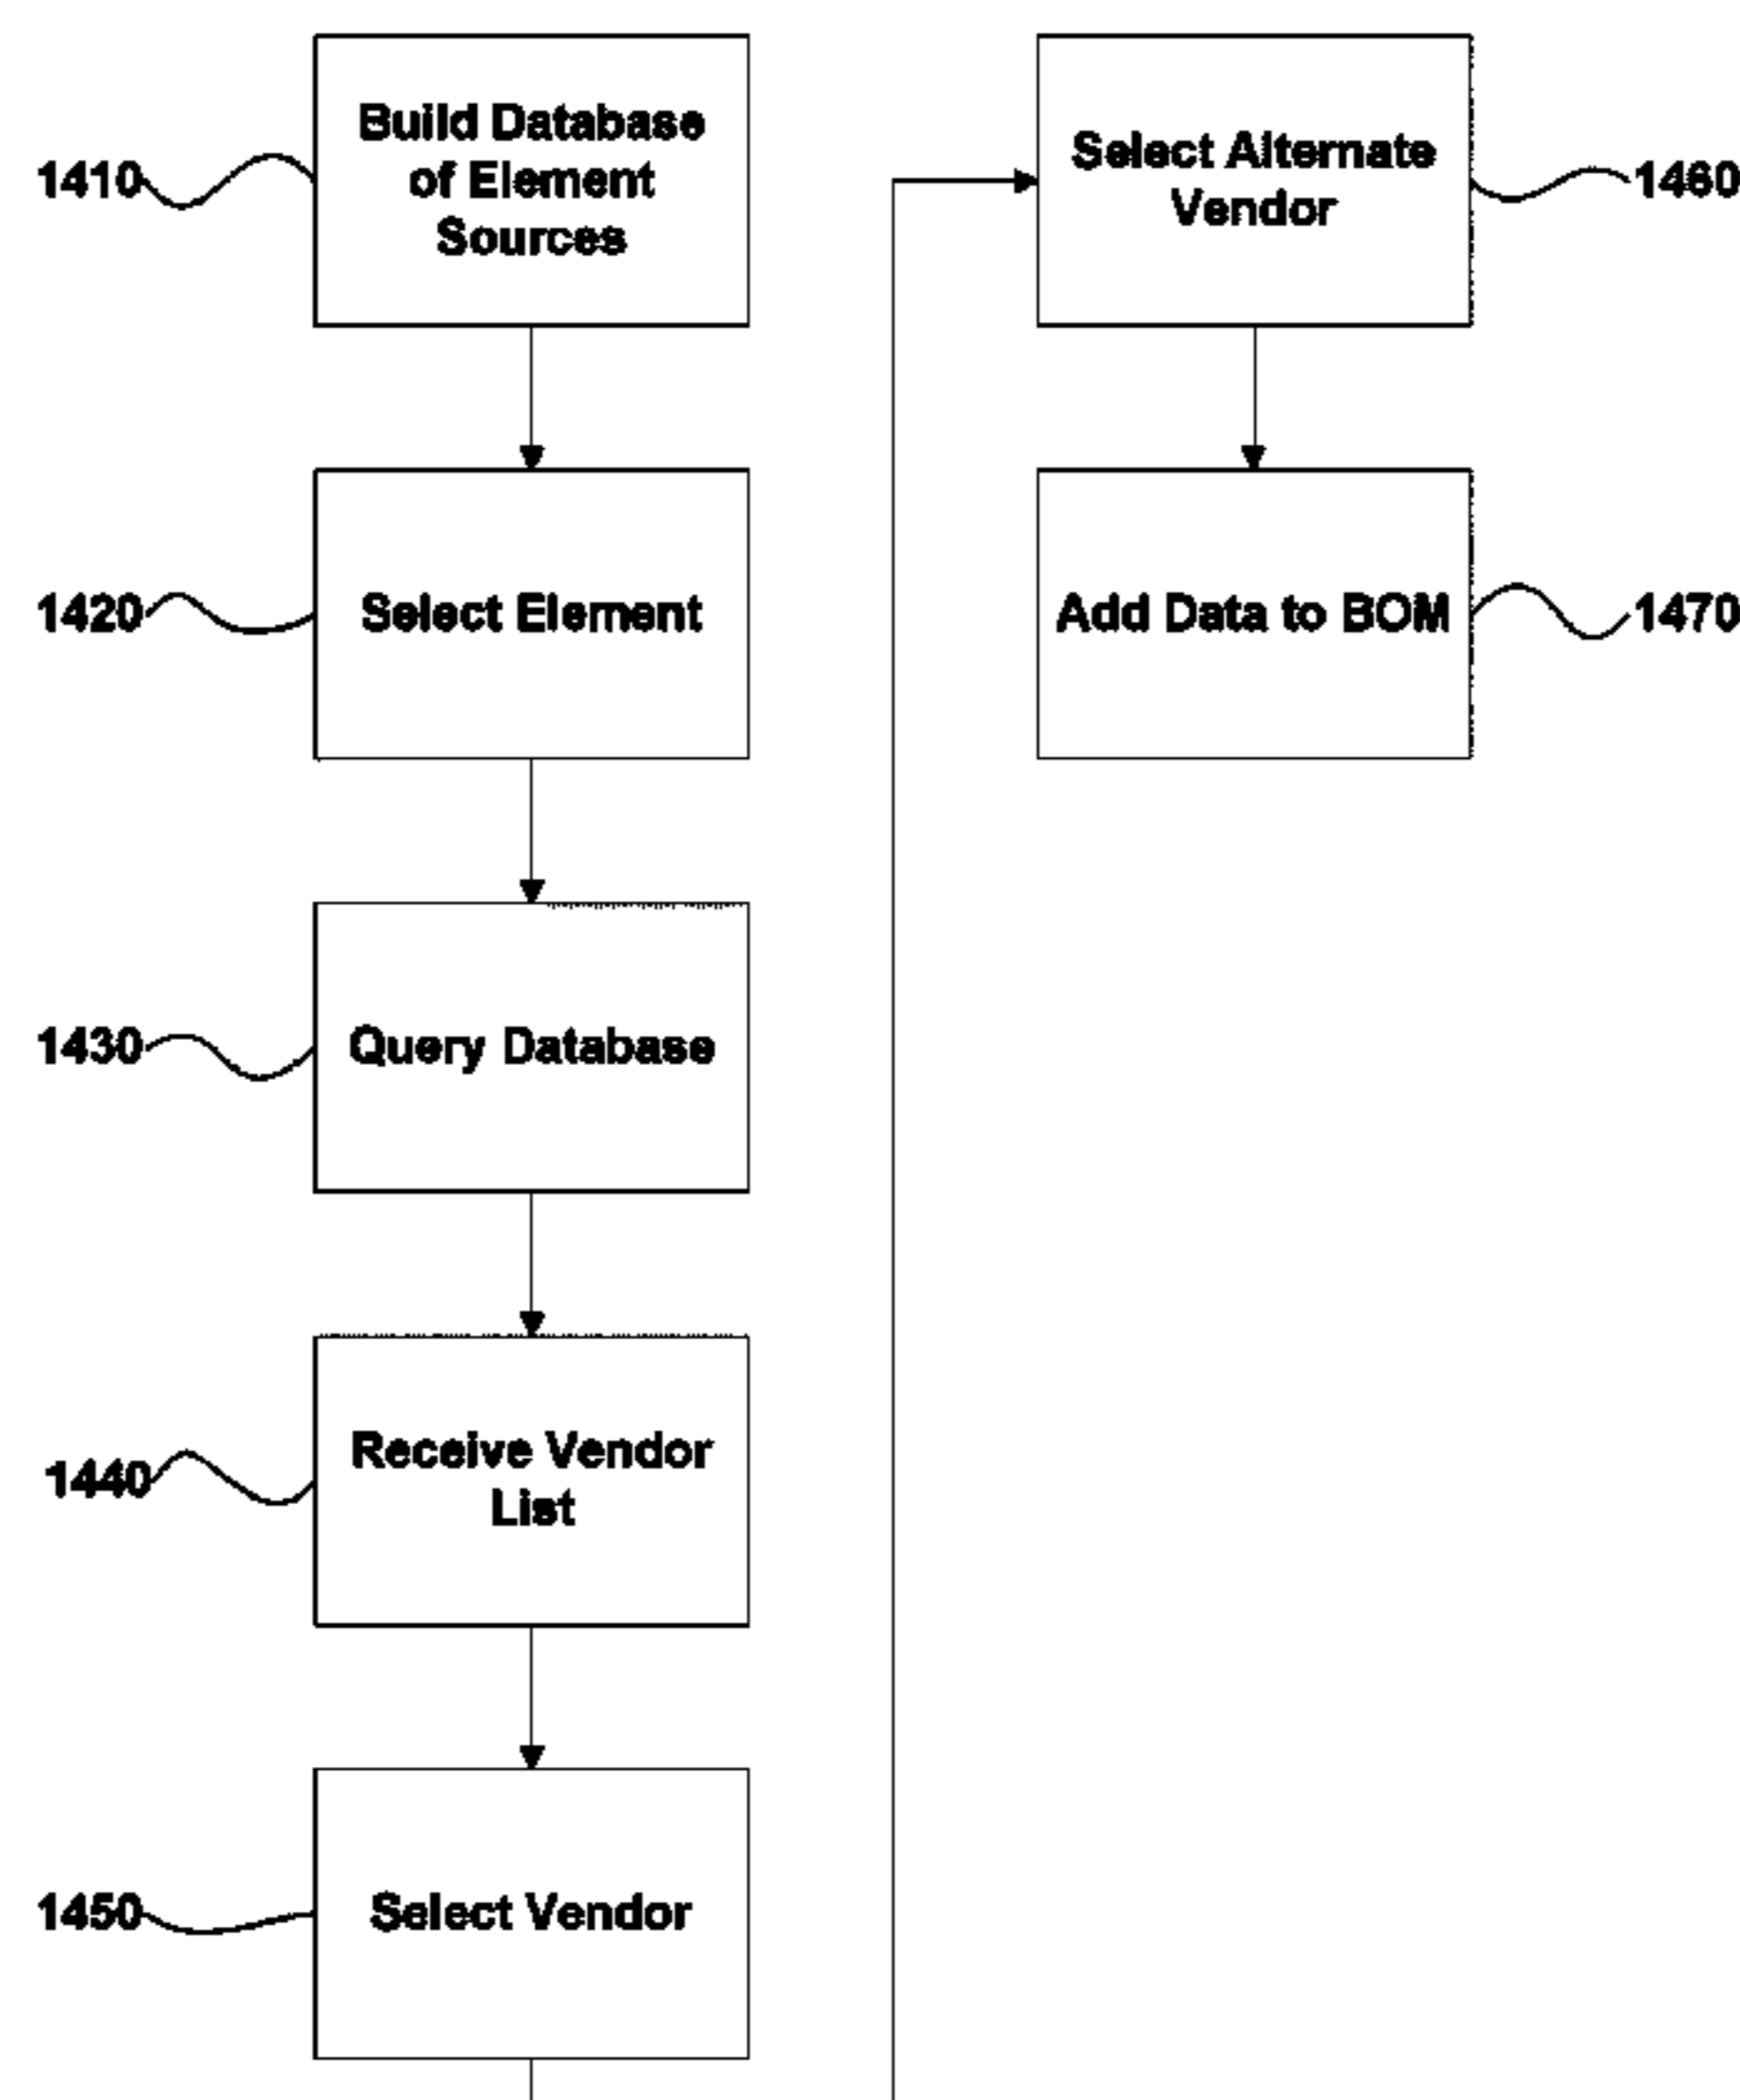 Build Database
of Element
Sources
1410
Select Element
1420
Query Database
1430
Receive Vendor
List
1440
Select Vendor
1450
Select Alternate
Vendor
1460
Add Data to BOM
1470